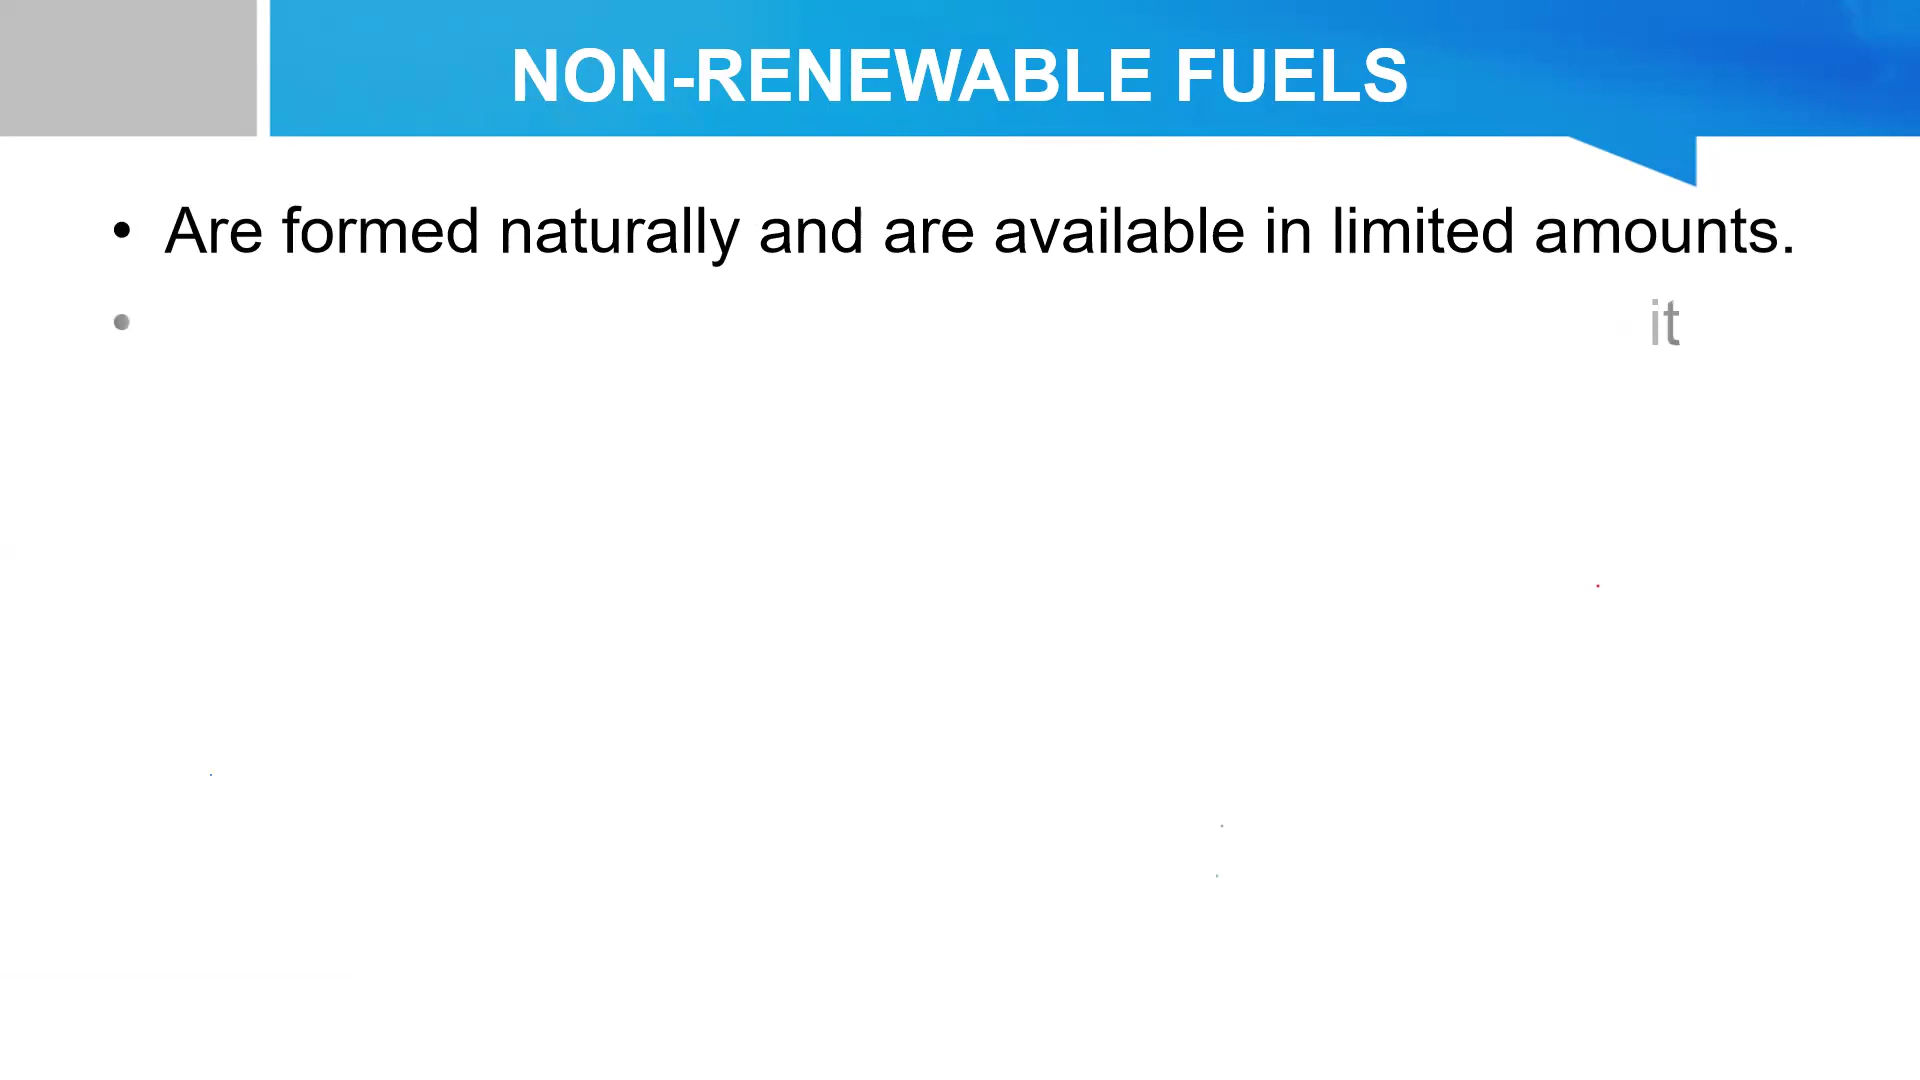 NON-RENEWABLE FUELS
• Are formed naturally and are available in limited amounts.
• it